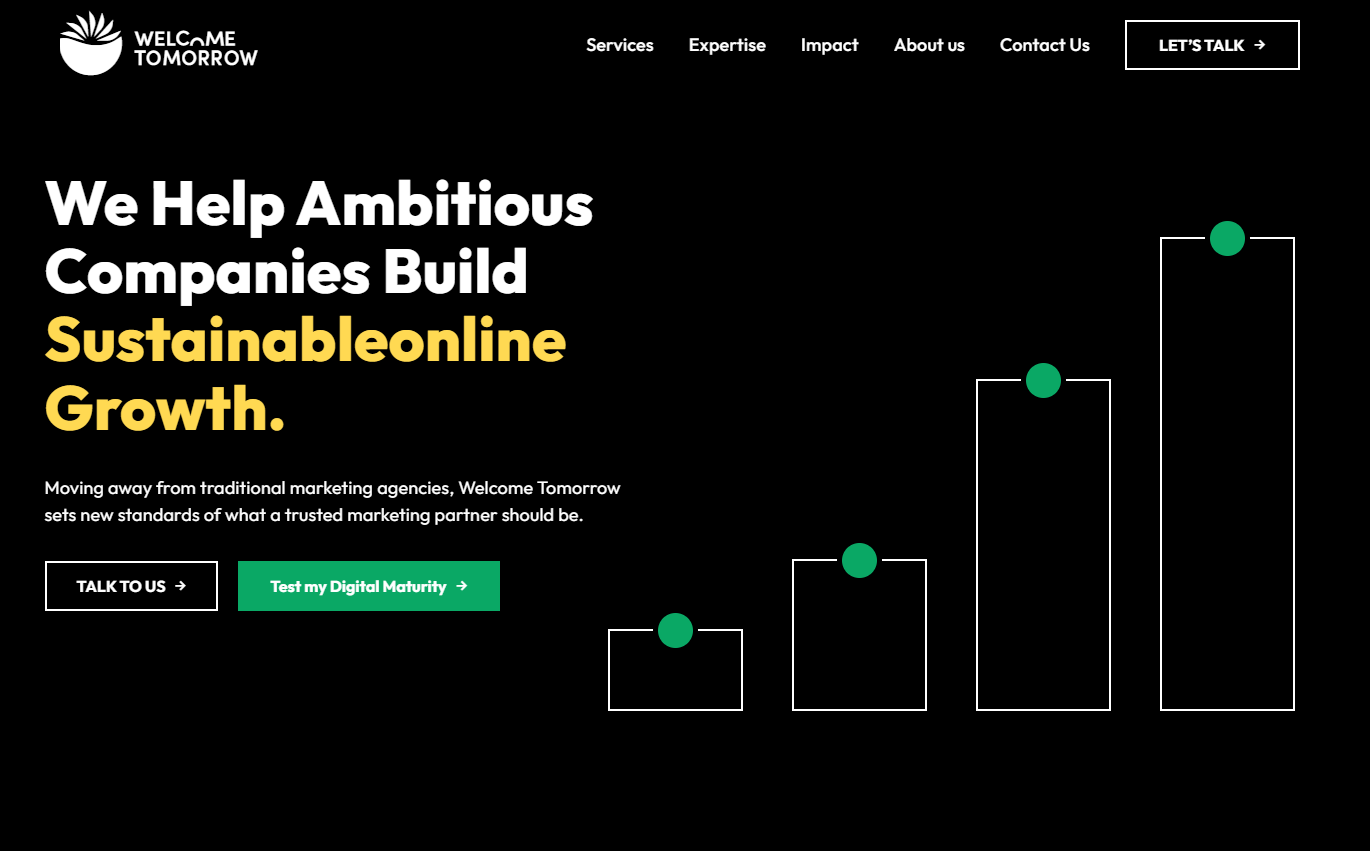 WELCOME
TOMORROW
Services Expertise Impact About us Contact Us LET'S TALK →
We Help Ambitious
Companies Build
Sustainableonline
Growth.
Moving away from traditional marketing agencies, Welcome Tomorrow
sets new standards of what a trusted marketing partner should be.
TALK TO US → Test my Digital Maturity →